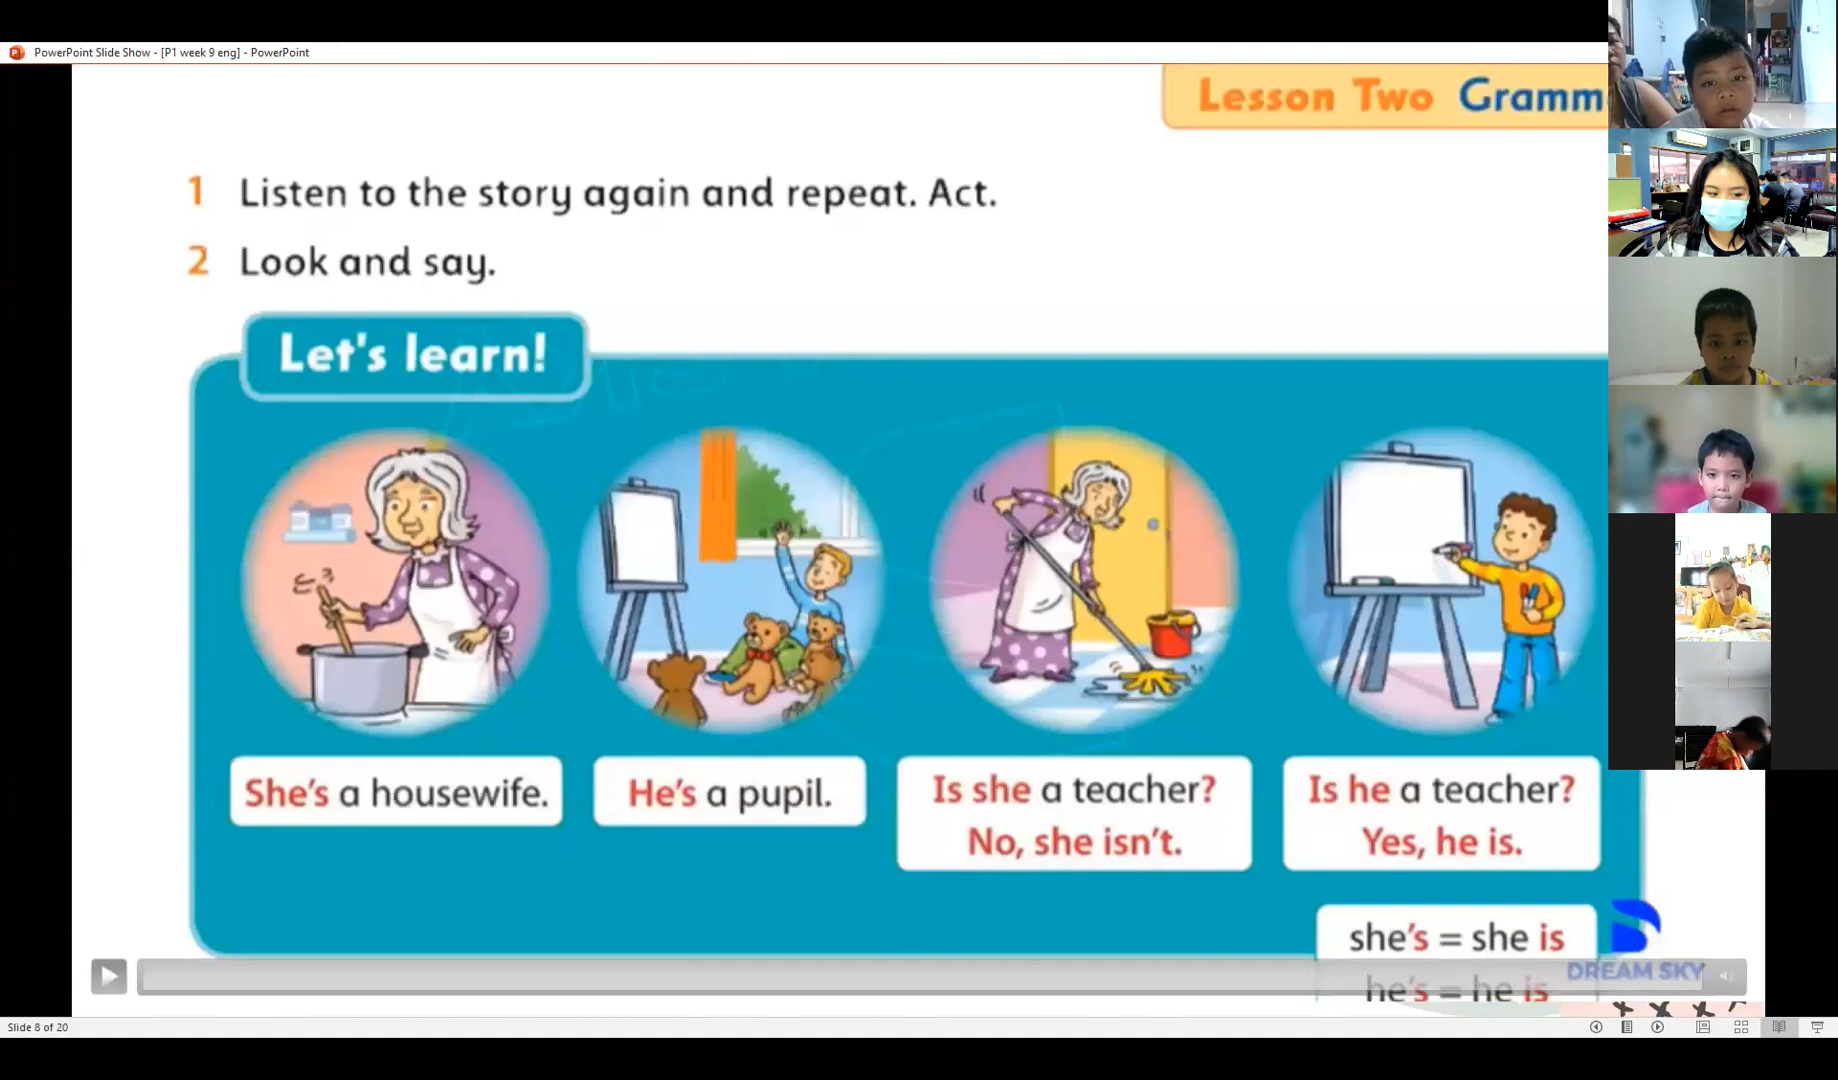 PowerPoint Slide Show - [P1 week 9 eng] - PowerPoint
Lesson Two Gramm
1 Listen to the story again and repeat. Act.
2 Look and say.
Let's learn!
She's a housewife.
He's a pupil.
Is she a teacher?
No, she isn't.
Is he a teacher?
Yes, he is.
she's = she is
he's = he is
DREAM SKY
Slide 8 of 20